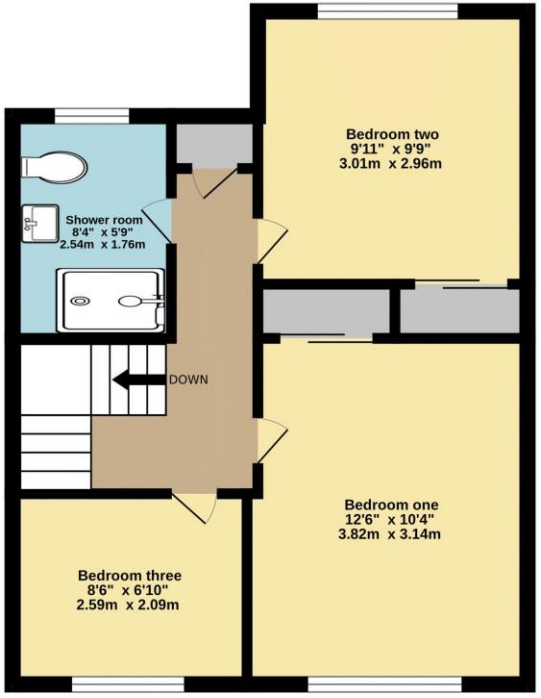 Bedroom two
9'11" x 9'9"
3.01m x 2.96m
Shower room
8'4" x 5'9"
2.54m x 1.76m
DOWN
Bedroom one
12'6" x 10'4"
3.82m x 3.14m
Bedroom three
8'6" x 6'10"
2.59m x 2.09m